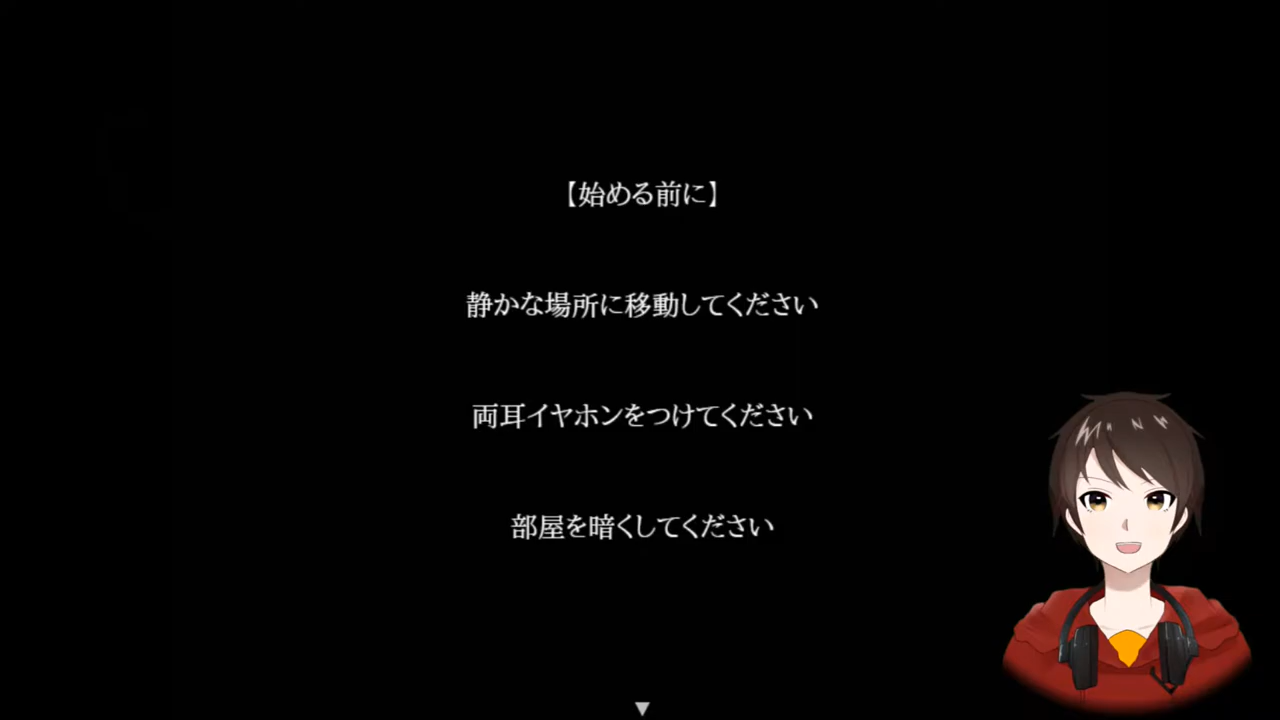 【始める前に】
静かな場所に移動してください
両耳イヤホンをつけてください
部屋を暗くしてください